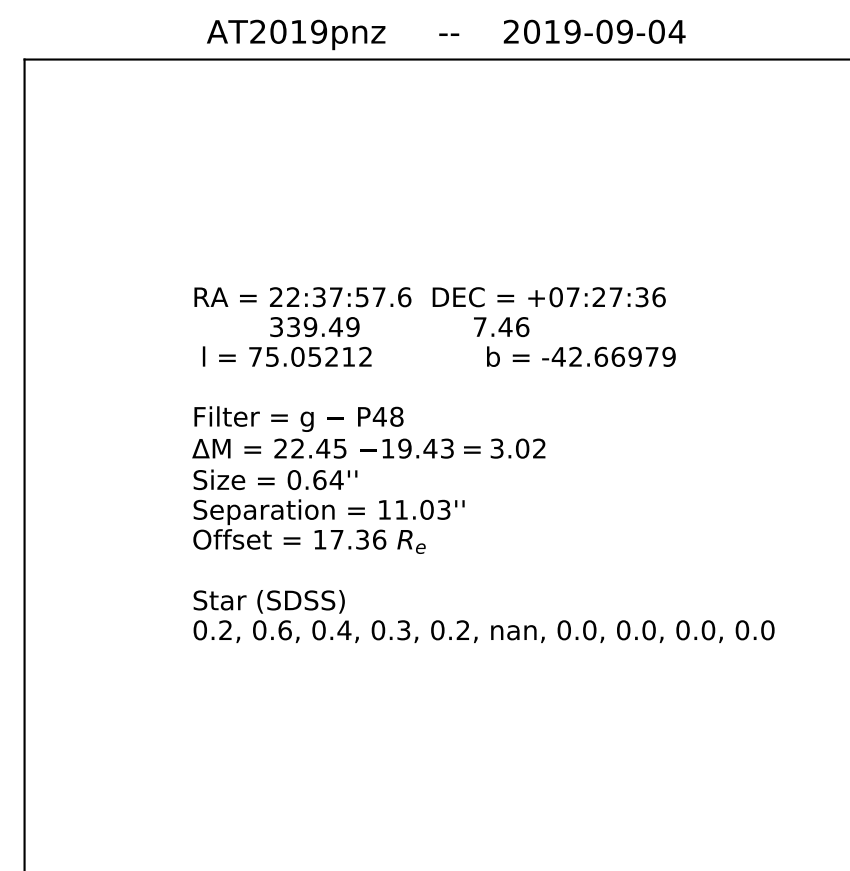 AT2019pnz -- 2019-09-04
RA = 22:37:57.6 DEC = +07:27:36
339.49 7.46
l = 75.05212 b = -42.66979
Filter = g − P48
ΔM = 22.45 −19.43 = 3.02
Size = 0.64''
Separation = 11.03''
Offset = 17.36 Re
Star (SDSS)
0.2, 0.6, 0.4, 0.3, 0.2, nan, 0.0, 0.0, 0.0, 0.0